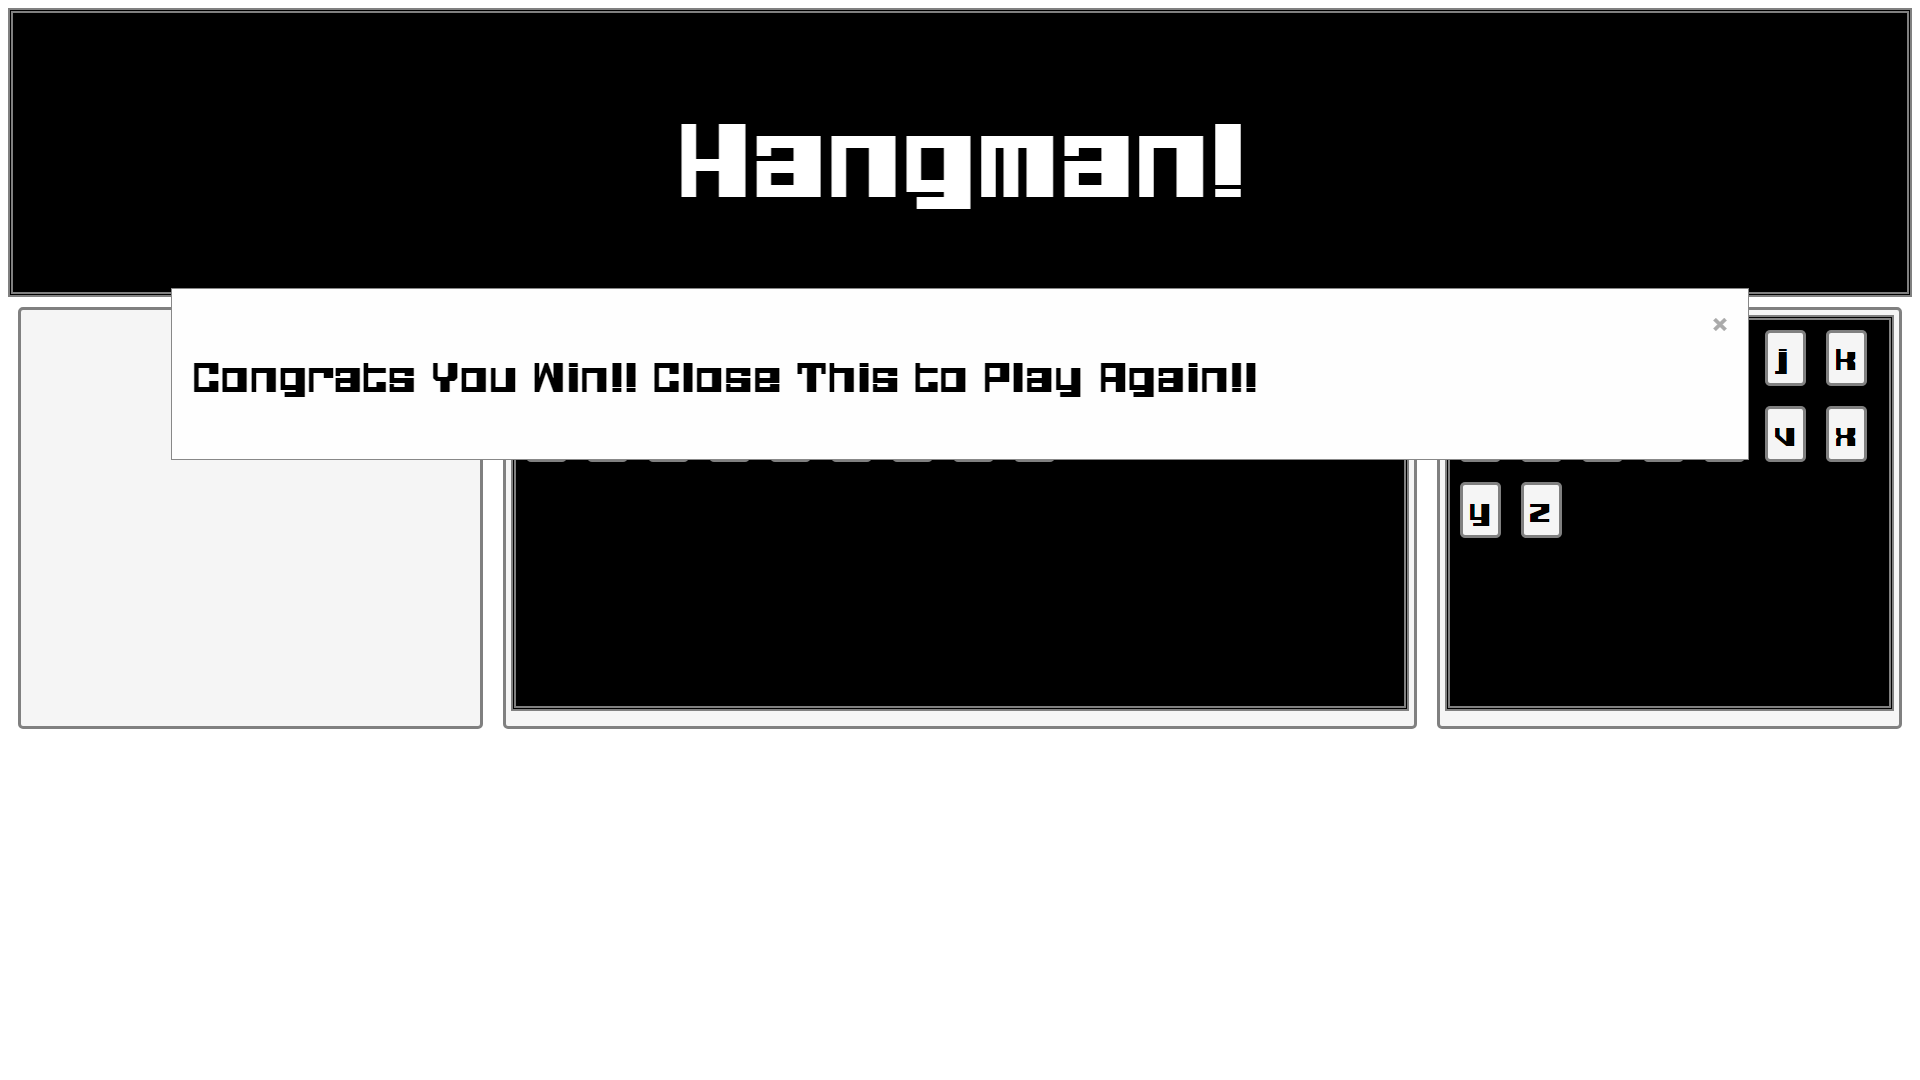 Hangman!
×
Congrats You Win!! Close This to Play Again!!
j k
v x
y z